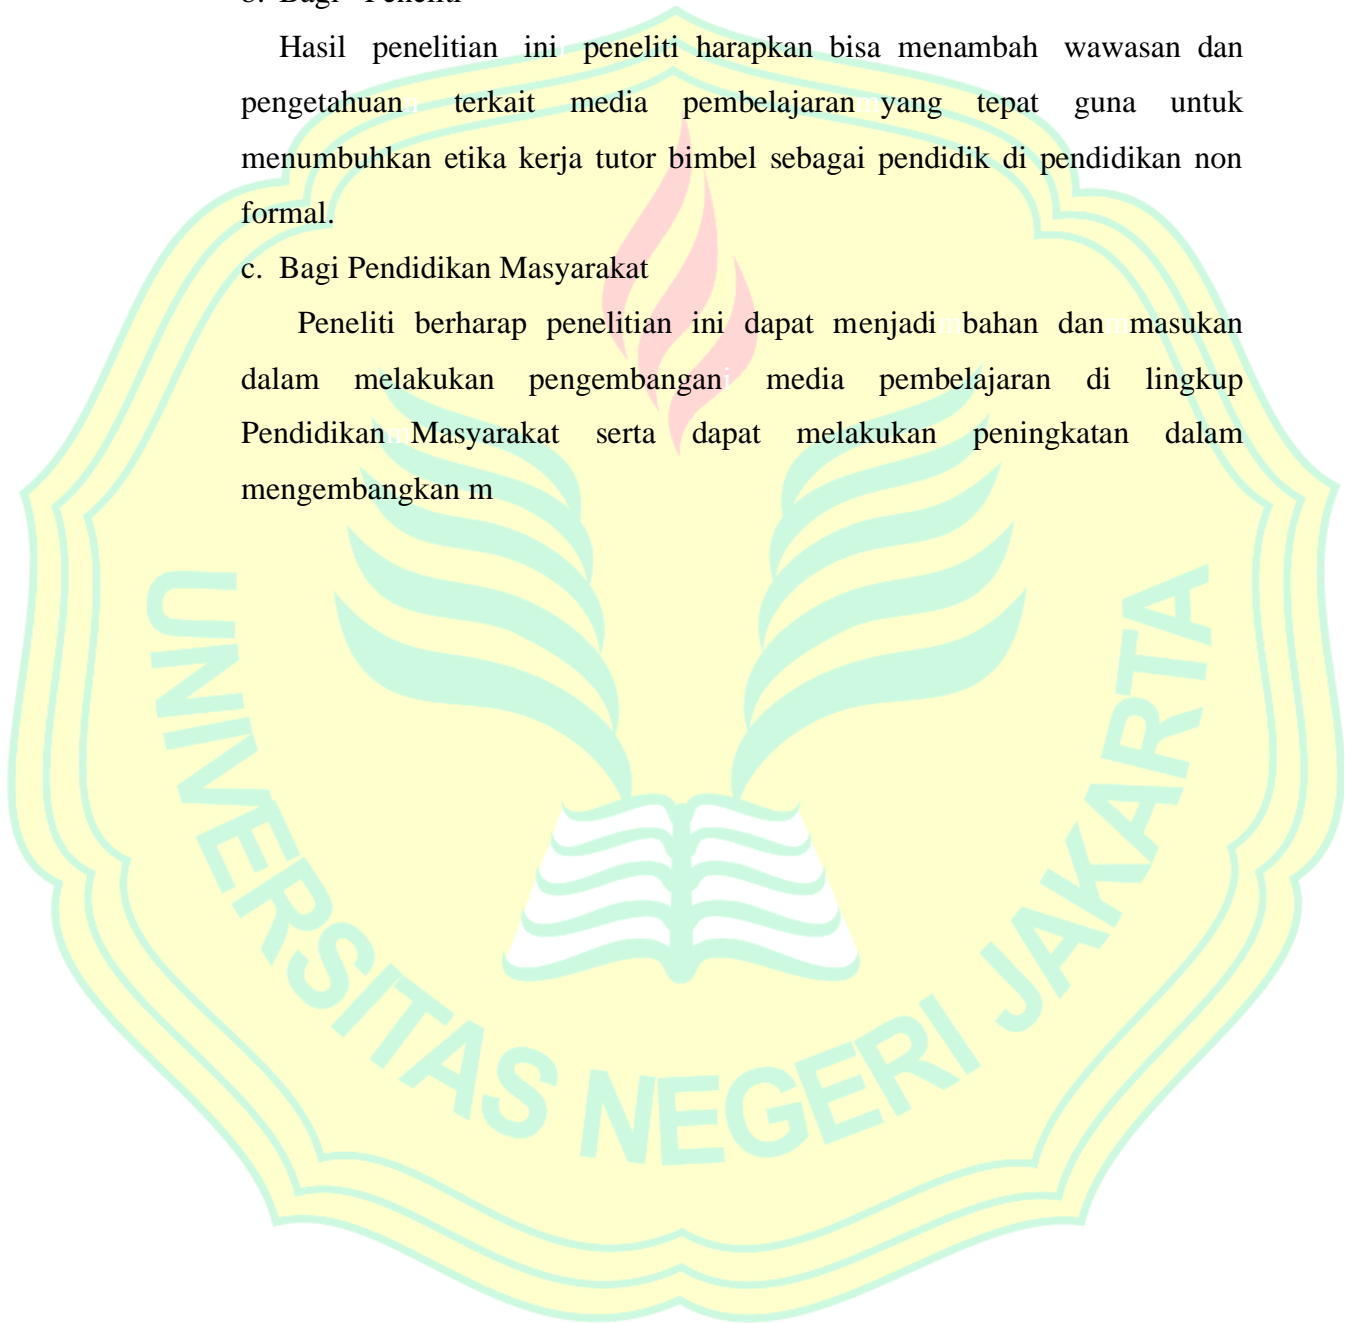 b. Bagi Peneliti
Hasil penelitian ini peneliti harapkan bisa menambah wawasan dan
pengetahuan terkait media pembelajaran yang tepat guna untuk
menumbuhkan etika kerja tutor bimbel sebagai pendidik di pendidikan non
formal.
c. Bagi Pendidikan Masyarakat
Peneliti berharap penelitian ini dapat menjadi bahan dan masukan
dalam melakukan pengembangan media pembelajaran di lingkup
Pendidikan Masyarakat serta dapat melakukan peningkatan dalam
mengembangkan m
UNIVERSITAS NEGERI JAKARTA